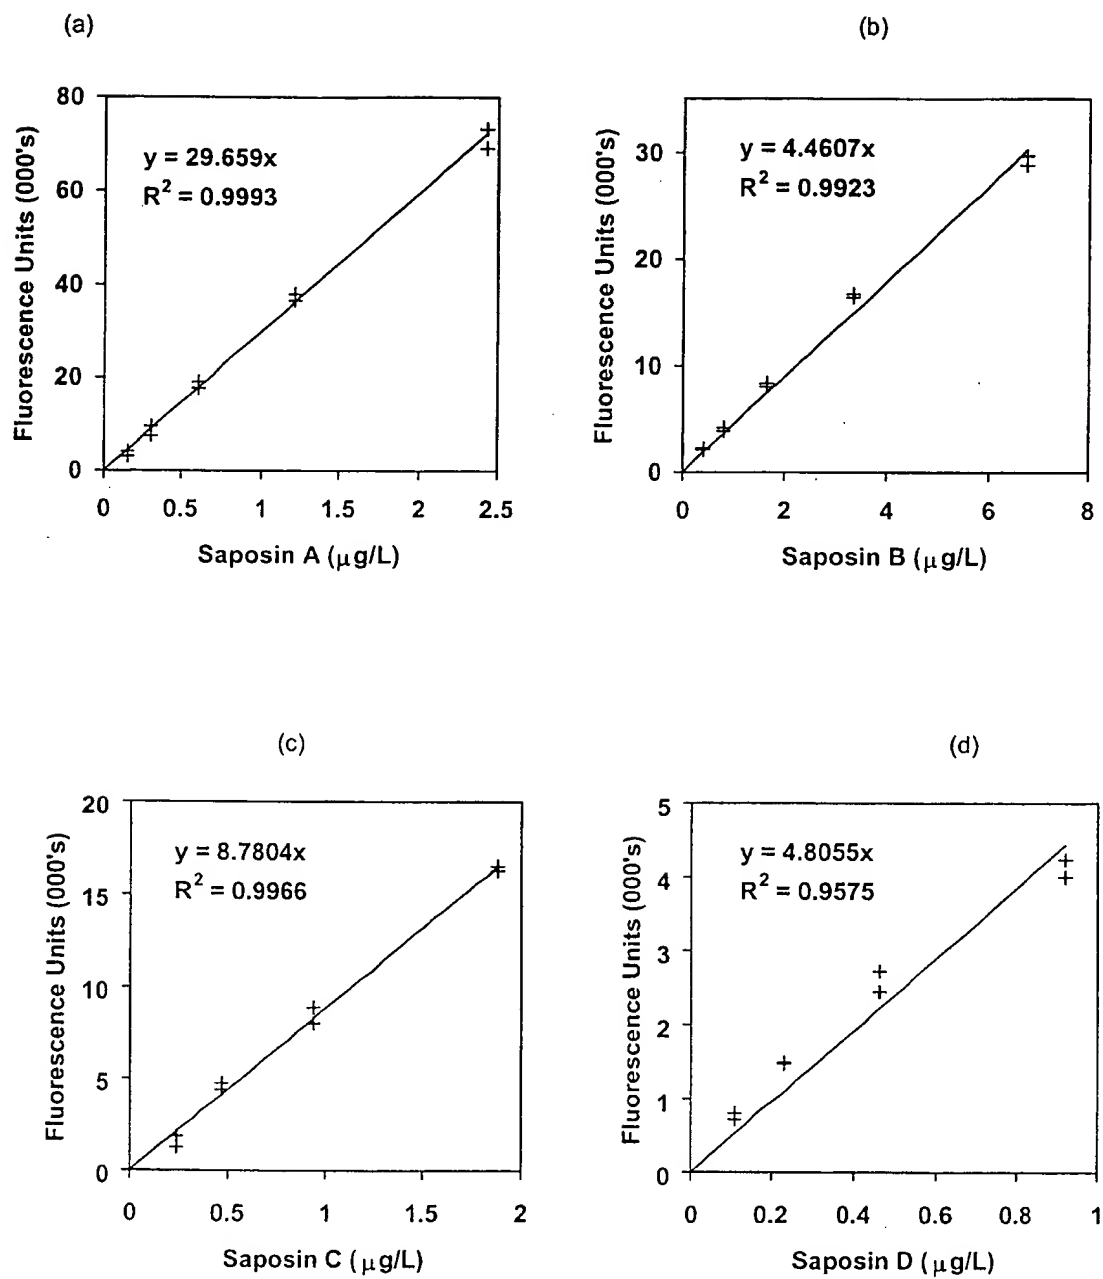 (a)
80
60
40
20
0
Fluorescence Units (000's)
y = 29.659x
R² = 0.9993
0 0.5 1 1.5 2 2.5
Saposin A (μg/L)
(b)
30
20
10
0
Fluorescence Units (000's)
y = 4.4607x
R² = 0.9923
0 2 4 6 8
Saposin B (μg/L)
(c)
20
15
10
5
0
Fluorescence Units (000's)
y = 8.7804x
R² = 0.9966
0 0.5 1 1.5 2
Saposin C (μg/L)
(d)
5
4
3
2
1
0
Fluorescence Units (000's)
y = 4.8055x
R² = 0.9575
0 0.2 0.4 0.6 0.8 1
Saposin D (μg/L)